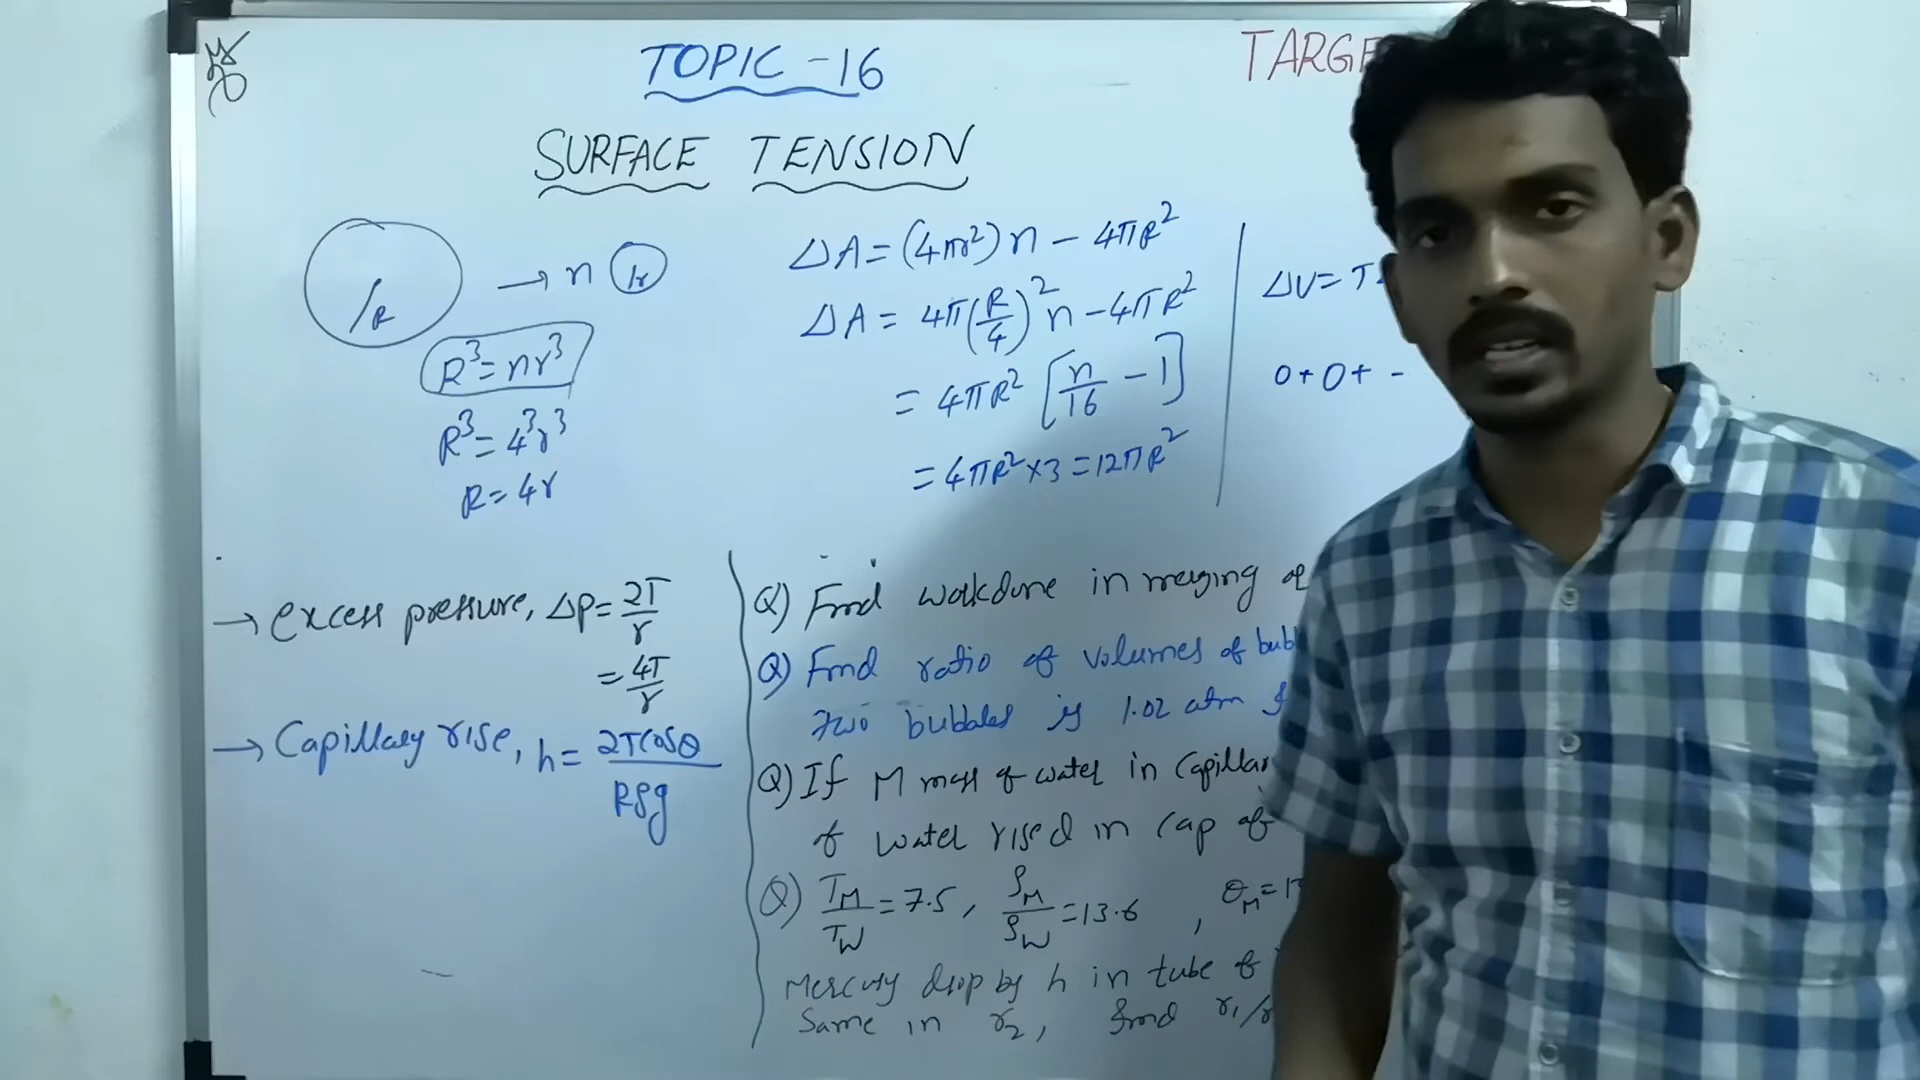 TOPIC -16
TARGE
SURFACE TENSION
R
→ n r
R³ = nr³
R³ = 4³r³
R = 4r
ΔA = (4πr²) n - 4πR²
ΔA = 4π(R/4)² n - 4πR²
= 4πR² [n/16 - 1]
= 4πR² × 3 = 12πR²
ΔU = T
0 + 0 + -
→ excess pressure, ΔP = 2T/r
= 4T/r
→ Capillary rise, h = 2Tcosθ/Rρg
Q) Find workdone in merging of
Q) Find ratio of volumes of bubb
two bubbles is 1.02 atm &
Q) If M mass of water in Capillar
of water rised in cap of
Q) T_M/T_W = 7.5, ρ_M/ρ_W = 13.6, θ_M = 1
Mercury drop by h in tube of
Same in r₂, find r₁/r